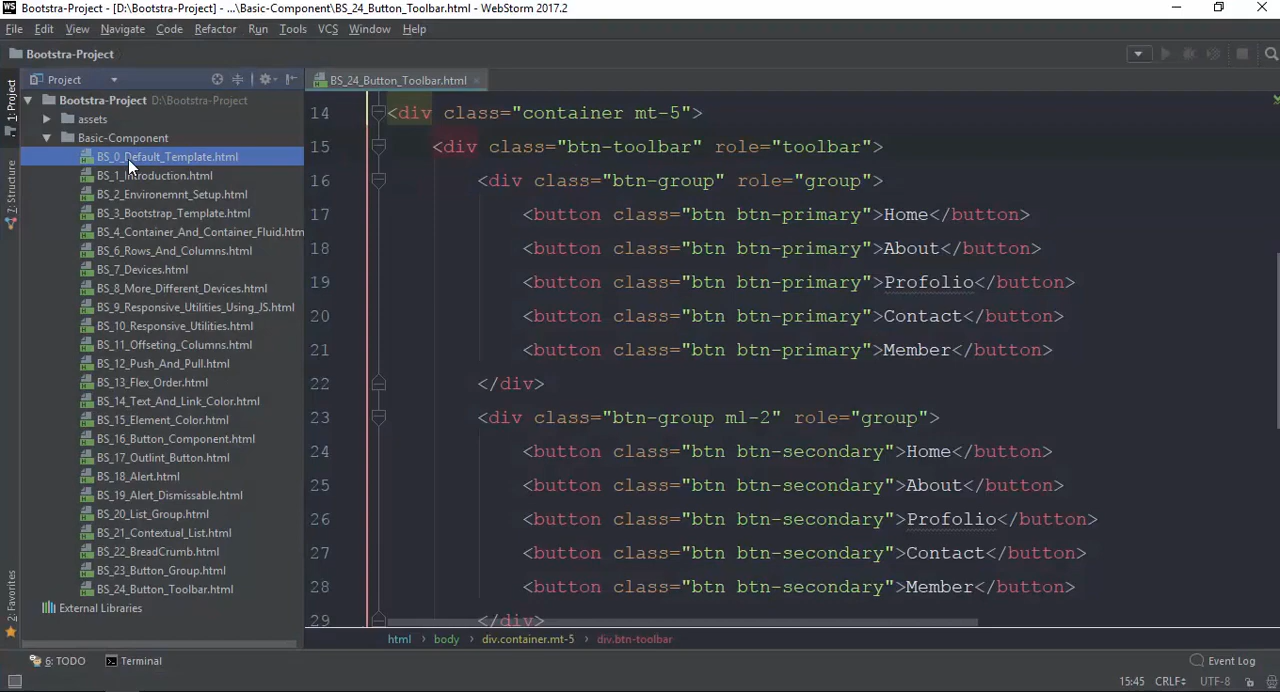 WS Bootstra-Project - [D:\Bootstra-Project] - ...\Basic-Component\BS_24_Button_Toolbar.html - WebStorm 2017.2
File Edit View Navigate Code Refactor Run Tools VCS Window Help
Bootstra-Project
Project
BS_24_Button_Toolbar.html
1: Project
Z: Structure
2: Favorites
Bootstra-Project D:\Bootstra-Project
assets
Basic-Component
BS_0_Default_Template.html
BS_1_Introduction.html
BS_2_Environemnt_Setup.html
BS_3_Bootstrap_Template.html
BS_4_Container_And_Container_Fluid.htm
BS_6_Rows_And_Columns.html
BS_7_Devices.html
BS_8_More_Different_Devices.html
BS_9_Responsive_Utilities_Using_JS.html
BS_10_Responsive_Utilities.html
BS_11_Offseting_Columns.html
BS_12_Push_And_Pull.html
BS_13_Flex_Order.html
BS_14_Text_And_Link_Color.html
BS_15_Element_Color.html
BS_16_Button_Component.html
BS_17_Outlint_Button.html
BS_18_Alert.html
BS_19_Alert_Dismissable.html
BS_20_List_Group.html
BS_21_Contextual_List.html
BS_22_BreadCrumb.html
BS_23_Button_Group.html
BS_24_Button_Toolbar.html
External Libraries
14 <div class="container mt-5">
15 <div class="btn-toolbar" role="toolbar">
16 <div class="btn-group" role="group">
17 <button class="btn btn-primary">Home</button>
18 <button class="btn btn-primary">About</button>
19 <button class="btn btn-primary">Profolio</button>
20 <button class="btn btn-primary">Contact</button>
21 <button class="btn btn-primary">Member</button>
22 </div>
23 <div class="btn-group ml-2" role="group">
24 <button class="btn btn-secondary">Home</button>
25 <button class="btn btn-secondary">About</button>
26 <button class="btn btn-secondary">Profolio</button>
27 <button class="btn btn-secondary">Contact</button>
28 <button class="btn btn-secondary">Member</button>
29 </div>
html › body › div.container.mt-5 › div.btn-toolbar
6: TODO Terminal Event Log
15:45 CRLF UTF-8